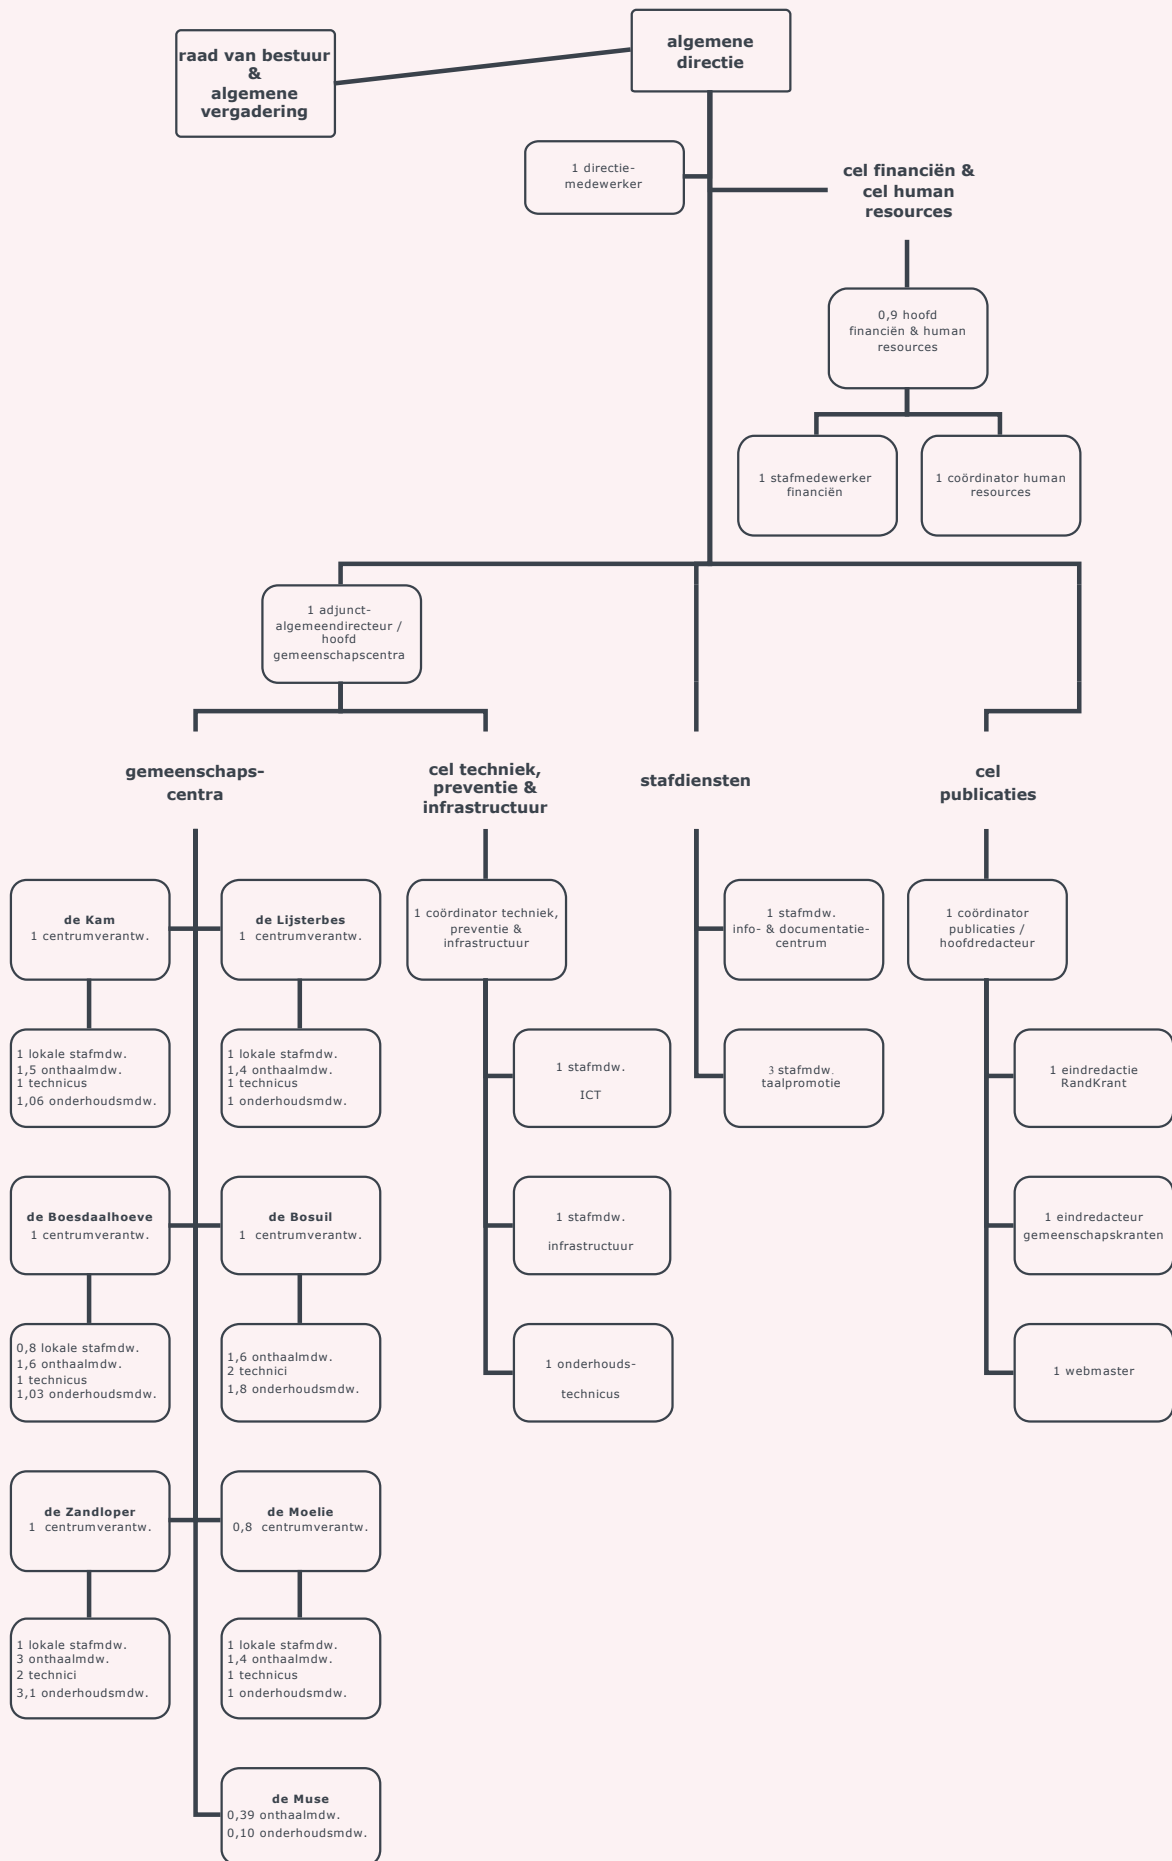 raad van bestuur
&
algemene
vergadering
algemene
directie
1 directie-
medewerker
cel financiën &
cel human
resources
0,9 hoofd
financiën & human
resources
1 stafmedewerker
financiën
1 coördinator human
resources
1 adjunct-
algemeendirecteur /
hoofd
gemeenschapscentra
gemeenschaps-
centra
cel techniek,
preventie &
infrastructuur
stafdiensten
cel
publicaties
de Kam
1 centrumverantw.
de Lijsterbes
1 centrumverantw.
1 coördinator techniek,
preventie &
infrastructuur
1 stafmdw.
info- & documentatie-
centrum
1 coördinator
publicaties /
hoofdredacteur
1 lokale stafmdw.
1,5 onthaalmdw.
1 technicus
1,06 onderhoudsmdw.
1 lokale stafmdw.
1,4 onthaalmdw.
1 technicus
1 onderhoudsmdw.
1 stafmdw.
ICT
3 stafmdw.
taalpromotie
1 eindredactie
RandKrant
de Boesdaalhoeve
1 centrumverantw.
de Bosuil
1 centrumverantw.
1 stafmdw.
infrastructuur
1 eindredacteur
gemeenschapskranten
0,8 lokale stafmdw.
1,6 onthaalmdw.
1 technicus
1,03 onderhoudsmdw.
1,6 onthaalmdw.
2 technici
1,8 onderhoudsmdw.
1 onderhouds-
technicus
1 webmaster
de Zandloper
1 centrumverantw.
de Moelie
0,8 centrumverantw.
1 lokale stafmdw.
3 onthaalmdw.
2 technici
3,1 onderhoudsmdw.
1 lokale stafmdw.
1,4 onthaalmdw.
1 technicus
1 onderhoudsmdw.
de Muse
0,39 onthaalmdw.
0,10 onderhoudsmdw.